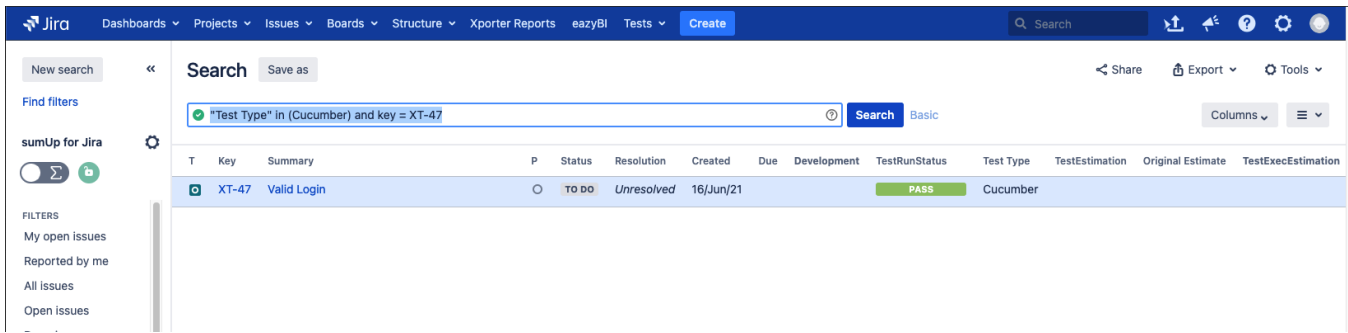 Jira Dashboards Projects Issues Boards Structure Xporter Reports eazyBI Tests Create Search
New search
Find filters
sumUp for Jira
FILTERS
My open issues
Reported by me
All issues
Open issues
Search Save as Share Export Tools
"Test Type" in (Cucumber) and key = XT-47 Search Basic Columns
T Key Summary P Status Resolution Created Due Development TestRunStatus Test Type TestEstimation Original Estimate TestExecEstimation
XT-47 Valid Login TO DO Unresolved 16/Jun/21 PASS Cucumber